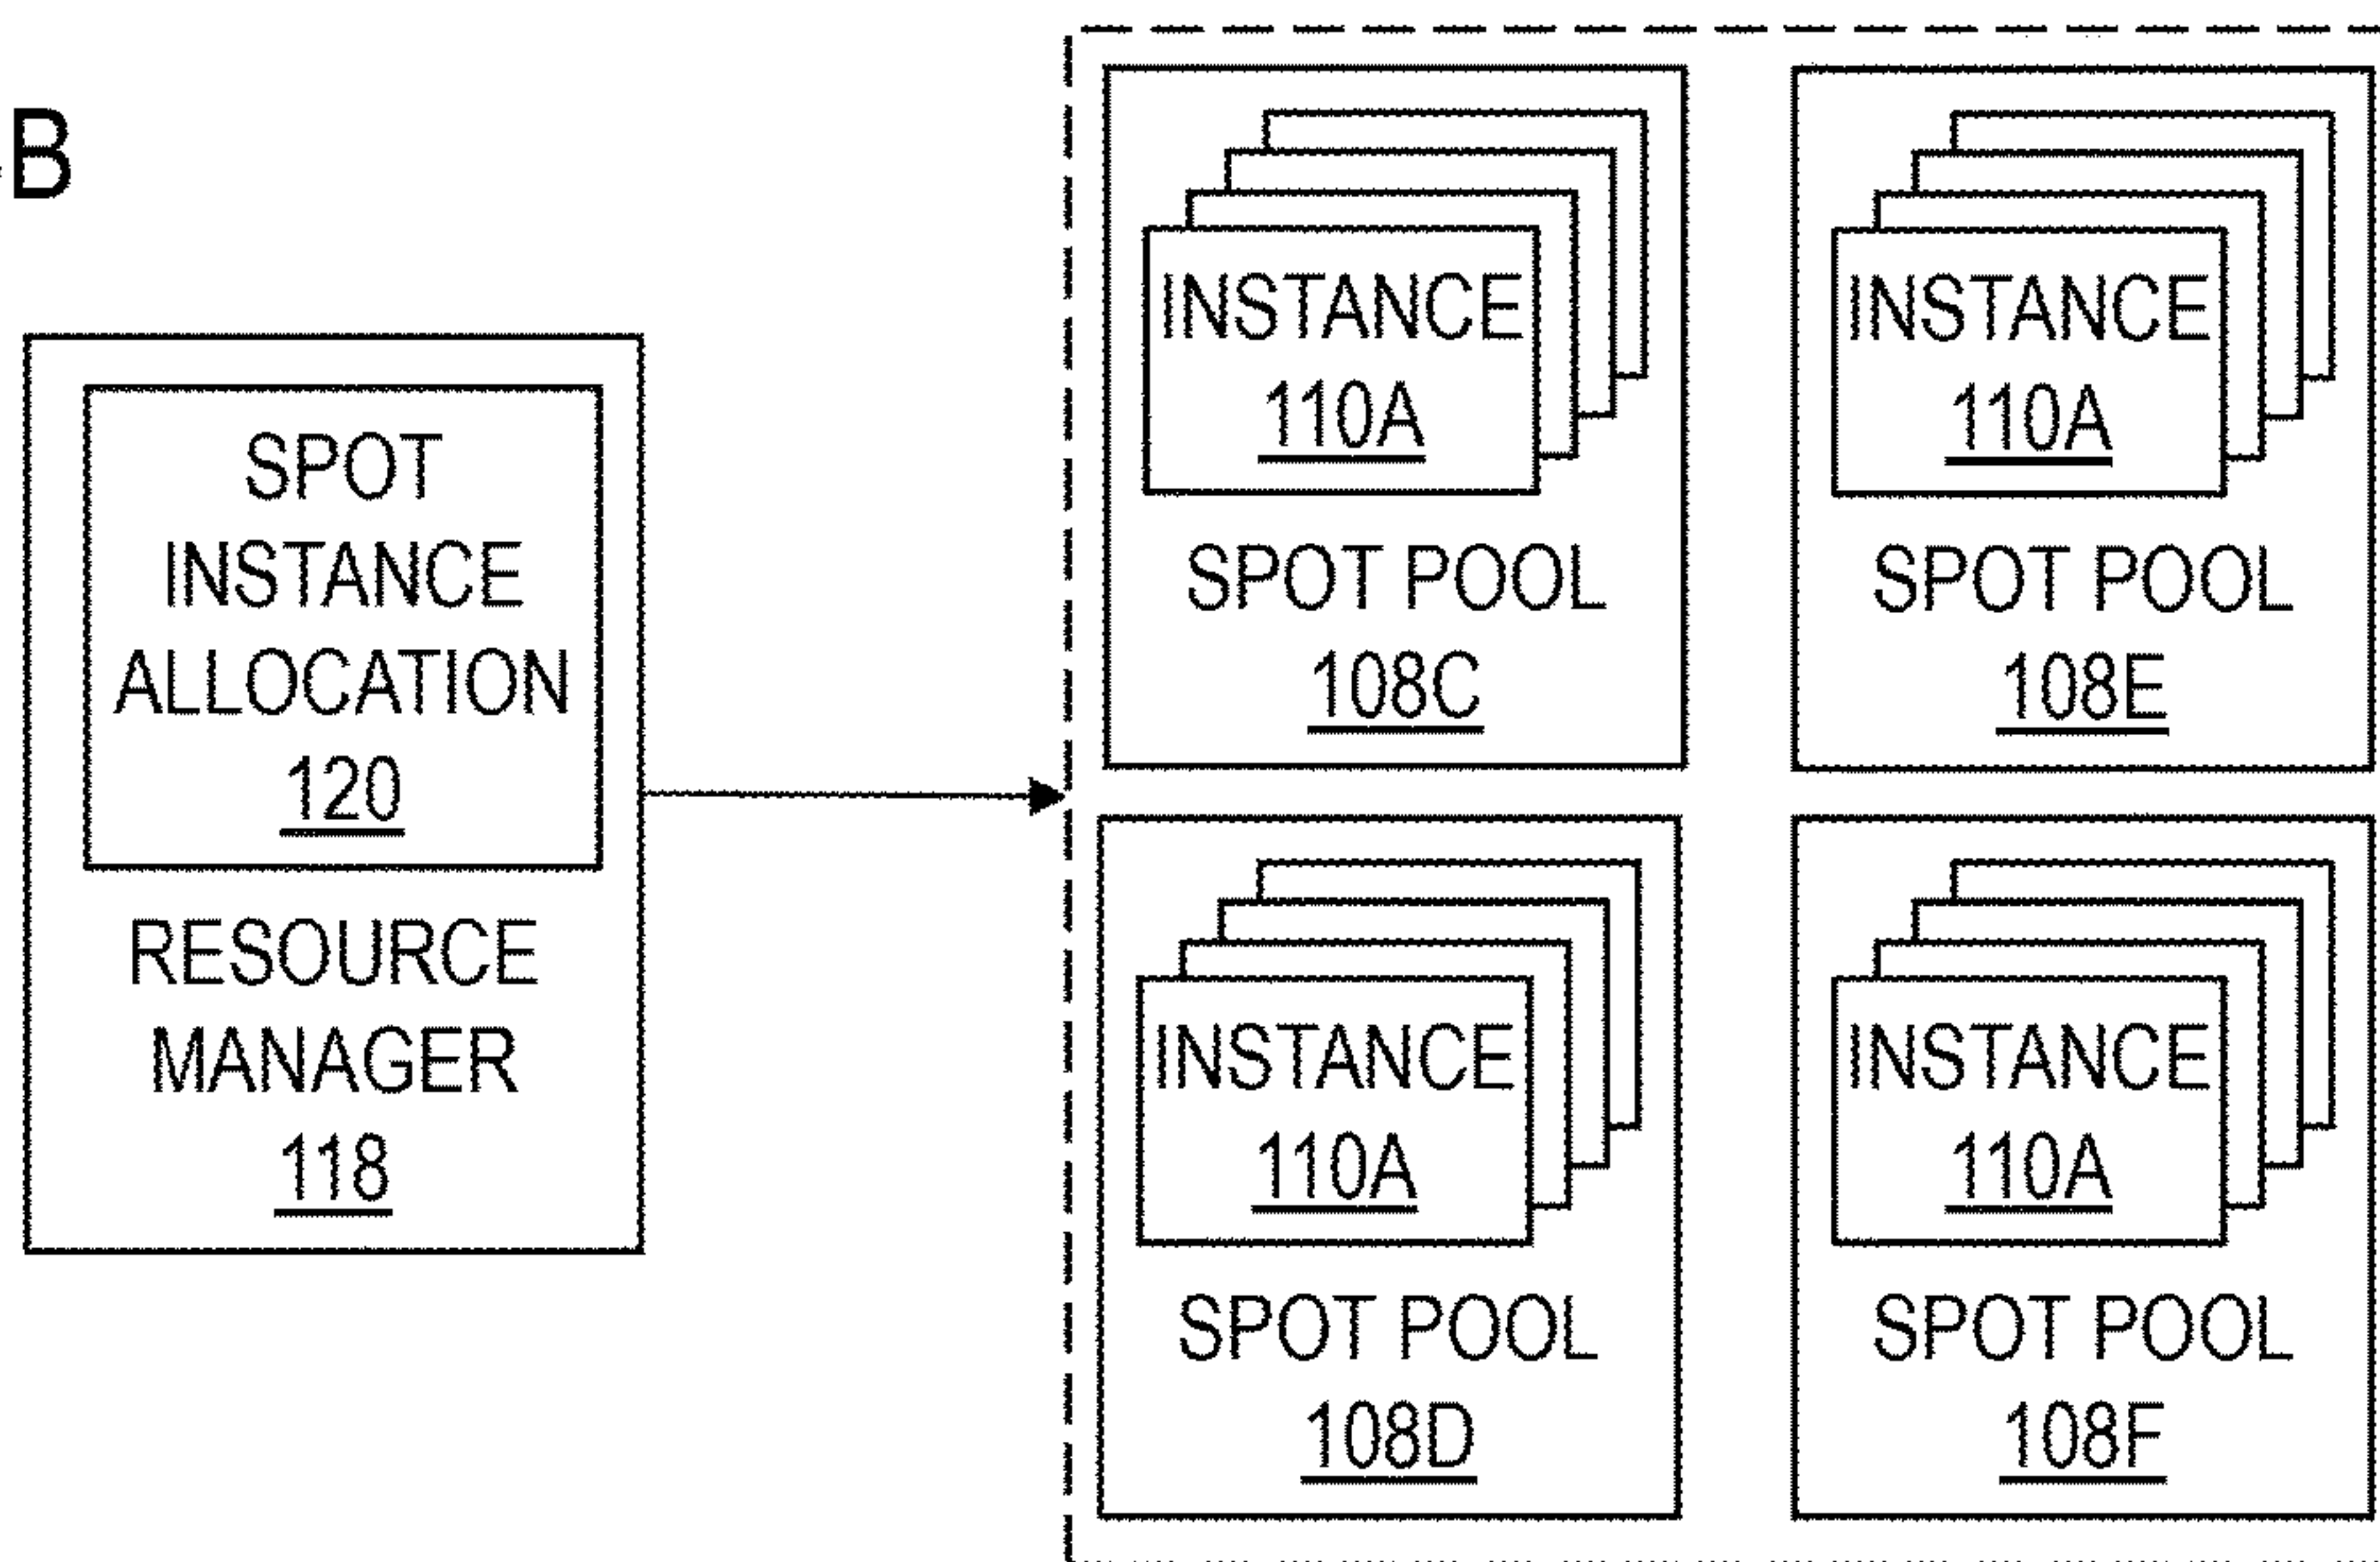 B
SPOT
INSTANCE
ALLOCATION
120
RESOURCE
MANAGER
118
INSTANCE
110A
SPOT POOL
108C
INSTANCE
110A
SPOT POOL
108E
INSTANCE
110A
SPOT POOL
108D
INSTANCE
110A
SPOT POOL
108F